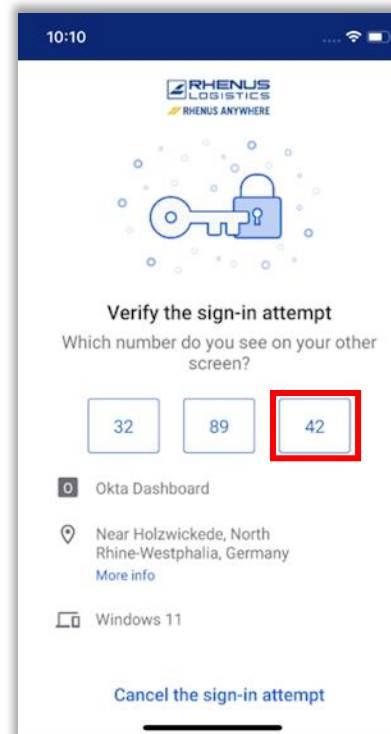 10:10
RHENUS
LOGISTICS
RHENUS ANYWHERE
Verify the sign-in attempt
Which number do you see on your other
screen?
32 89 42
O Okta Dashboard
Near Holzwickede, North
Rhine-Westphalia, Germany
More info
Windows 11
Cancel the sign-in attempt